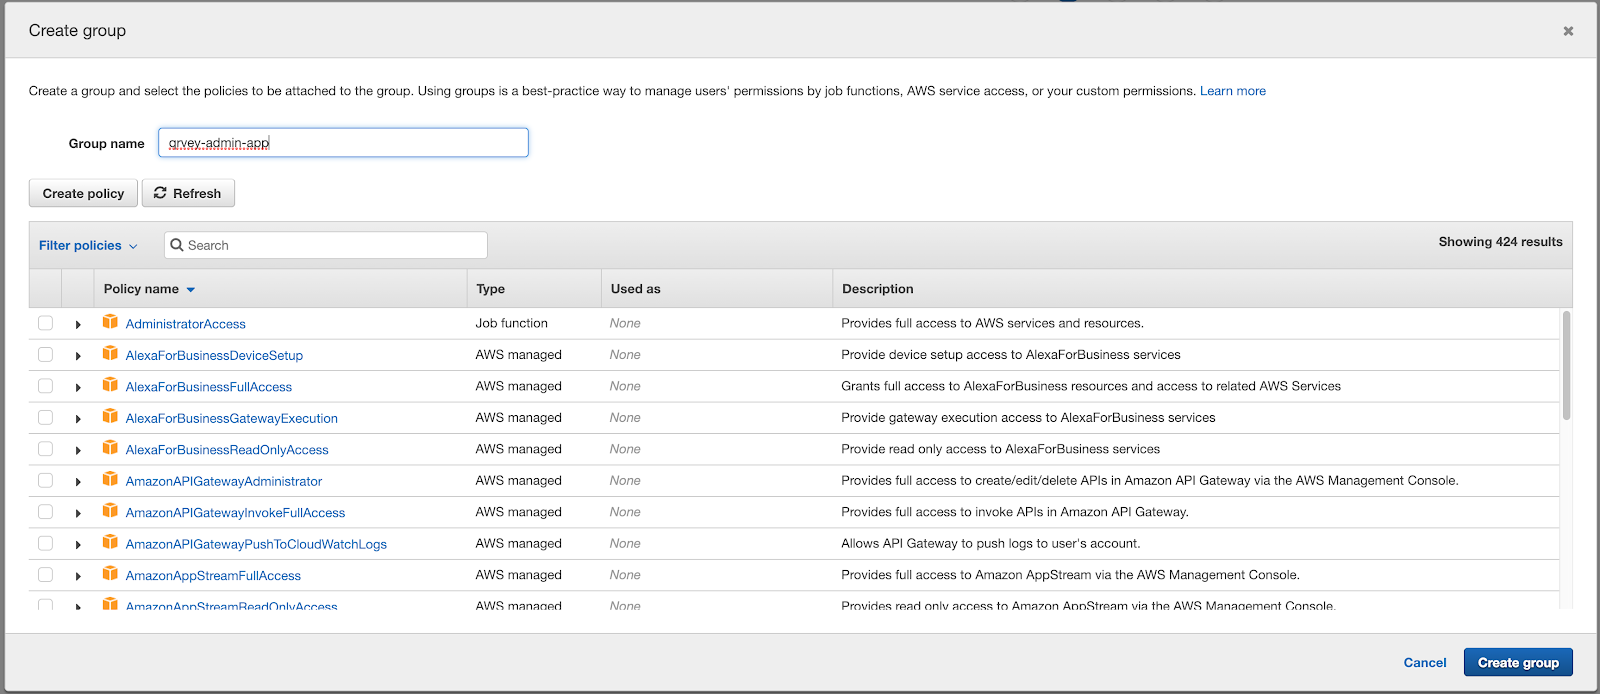 Create group
×
Create a group and select the policies to be attached to the group. Using groups is a best-practice way to manage users' permissions by job functions, AWS service access, or your custom permissions. Learn more
Group name qrvey-admin-app
Create policy Refresh
Filter policies Search Showing 424 results
Policy name Type Used as Description
AdministratorAccess Job function None Provides full access to AWS services and resources.
AlexaForBusinessDeviceSetup AWS managed None Provide device setup access to AlexaForBusiness services
AlexaForBusinessFullAccess AWS managed None Grants full access to AlexaForBusiness resources and access to related AWS Services
AlexaForBusinessGatewayExecution AWS managed None Provide gateway execution access to AlexaForBusiness services
AlexaForBusinessReadOnlyAccess AWS managed None Provide read only access to AlexaForBusiness services
AmazonAPIGatewayAdministrator AWS managed None Provides full access to create/edit/delete APIs in Amazon API Gateway via the AWS Management Console.
AmazonAPIGatewayInvokeFullAccess AWS managed None Provides full access to invoke APIs in Amazon API Gateway.
AmazonAPIGatewayPushToCloudWatchLogs AWS managed None Allows API Gateway to push logs to user's account.
AmazonAppStreamFullAccess AWS managed None Provides full access to Amazon AppStream via the AWS Management Console.
AmazonAppStreamReadOnlyAccess AWS managed None Provides read only access to Amazon AppStream via the AWS Management Console.
Cancel Create group